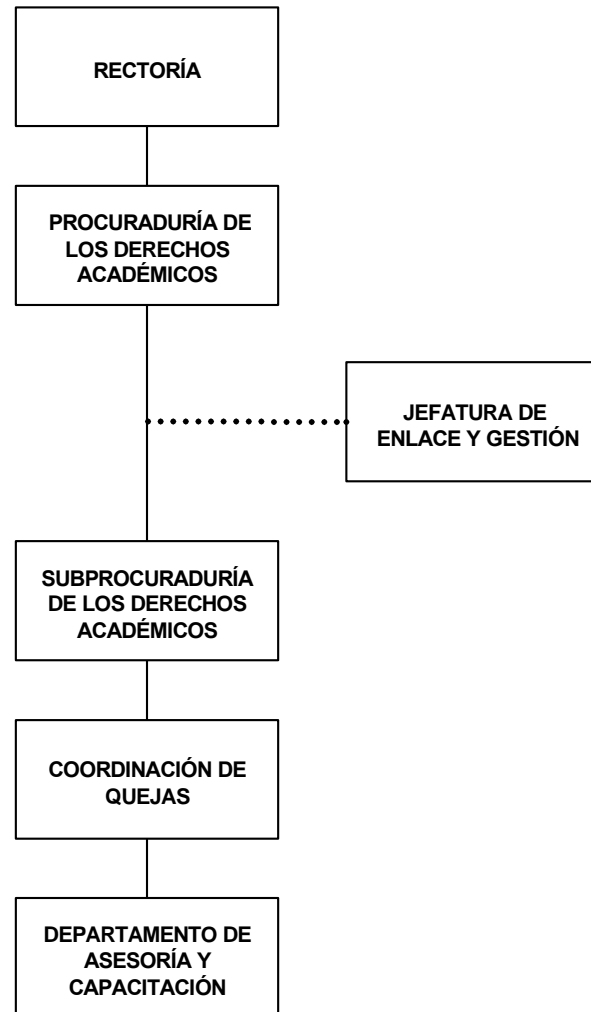 RECTORÍA
PROCURADURÍA DE
LOS DERECHOS
ACADÉMICOS
JEFATURA DE
ENLACE Y GESTIÓN
SUBPROCURADURÍA
DE LOS DERECHOS
ACADÉMICOS
COORDINACIÓN DE
QUEJAS
DEPARTAMENTO DE
ASESORÍA Y
CAPACITACIÓN